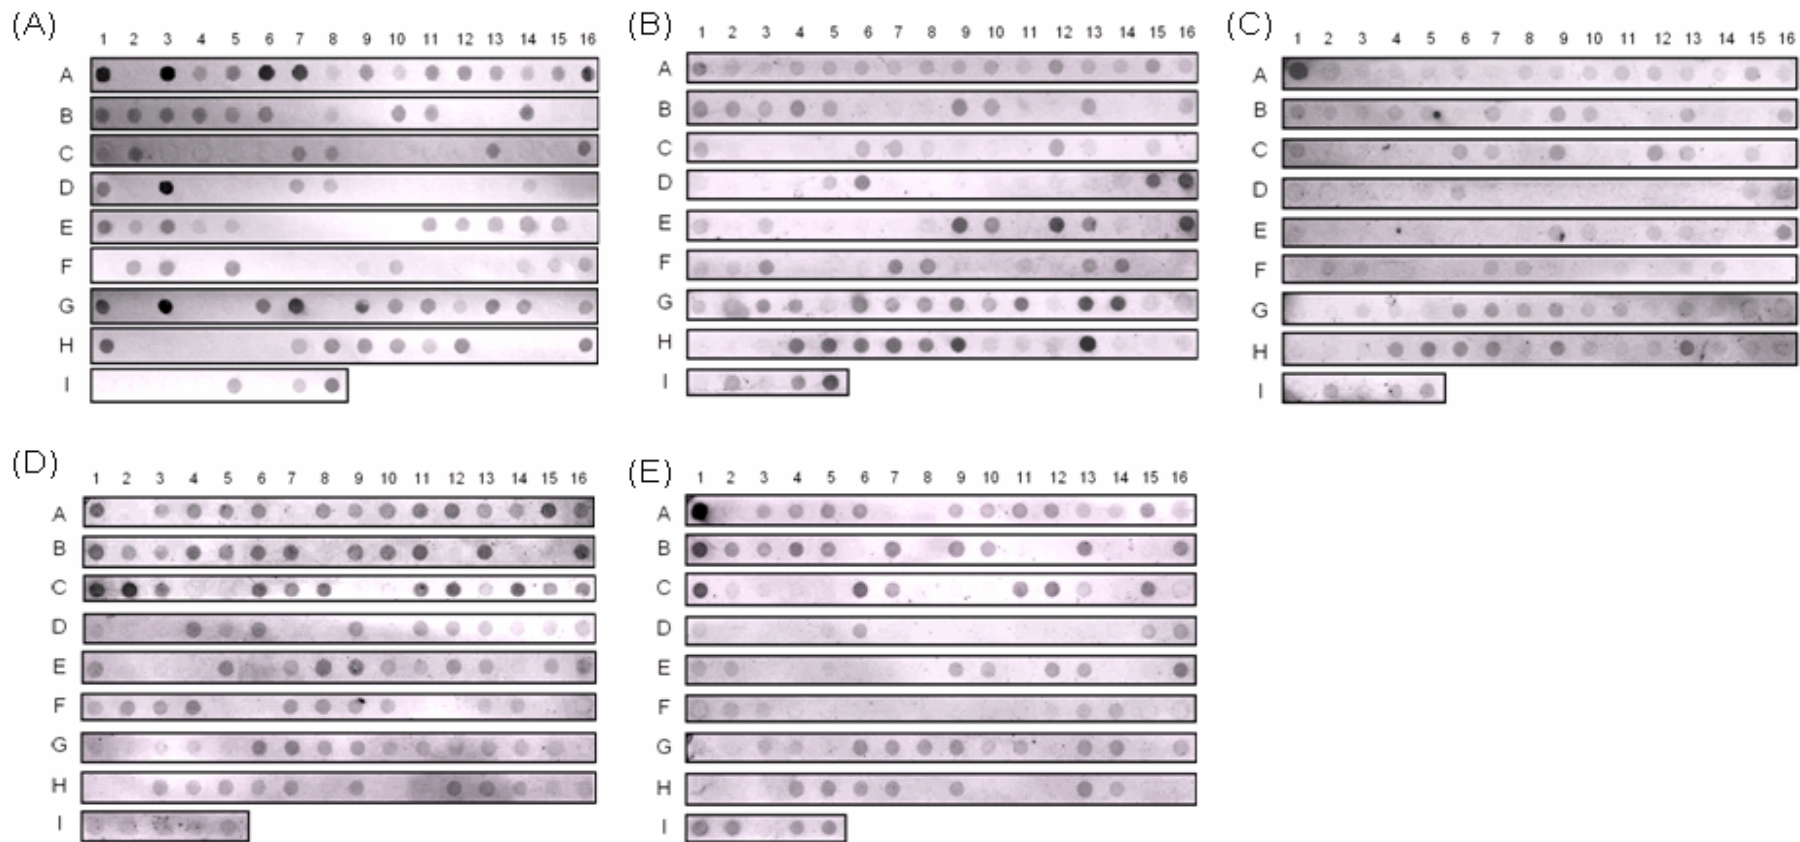 (A) (B) (C)
1 2 3 4 5 6 7 8 9 10 11 12 13 14 15 16
1 2 3 4 5 6 7 8 9 10 11 12 13 14 15 16
1 2 3 4 5 6 7 8 9 10 11 12 13 14 15 16
A A A
B B B
C C C
D D D
E E E
F F F
G G G
H H H
I I I
(D) (E)
1 2 3 4 5 6 7 8 9 10 11 12 13 14 15 16
1 2 3 4 5 6 7 8 9 10 11 12 13 14 15 16
A A
B B
C C
D D
E E
F F
G G
H H
I I